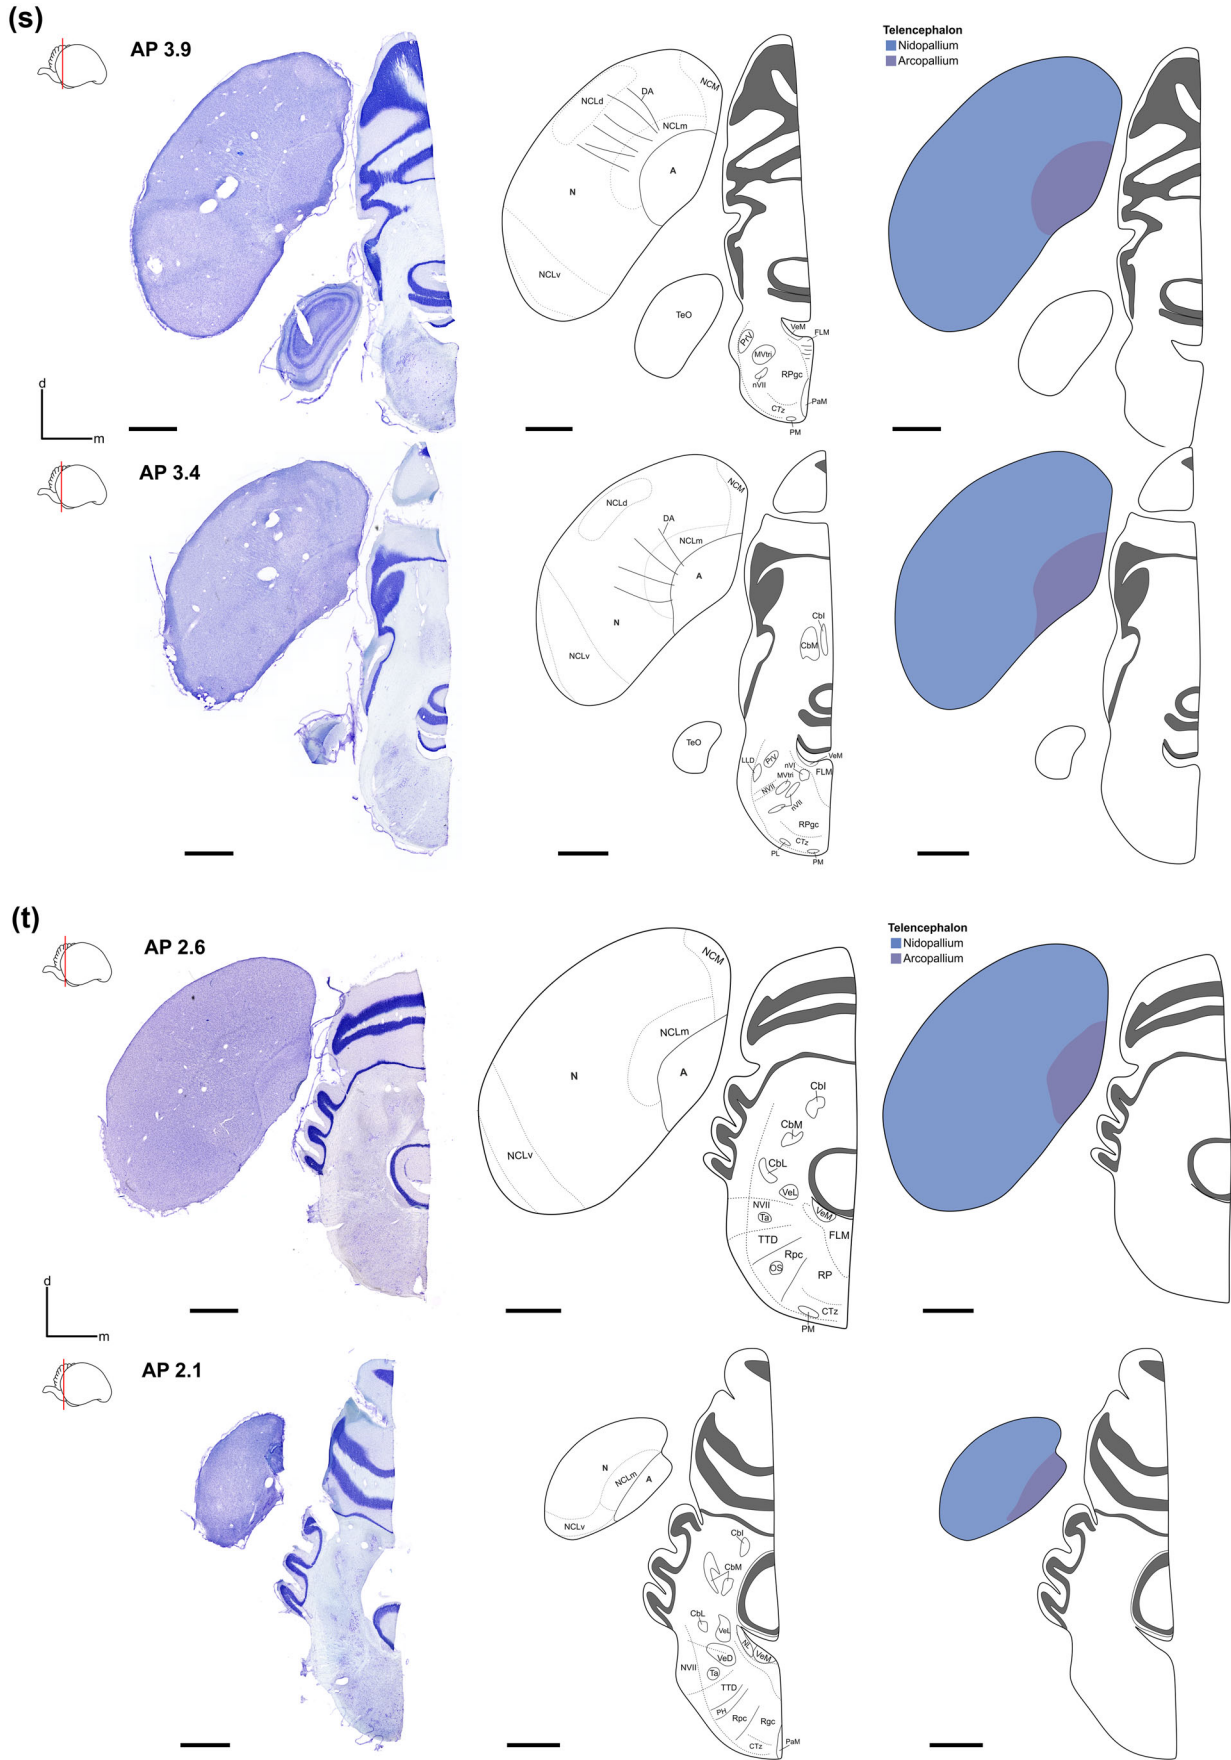 (s)
AP 3.9
Telencephalon
Nidopallium
Arcopallium
NCM
DA
NCLd
NCLm
A
N
NCLv
TeO
VeM
FLM
PrV
MVtri
RPgc
nVII
PaM
CTz
PM
d
m
AP 3.4
NCM
NCLd
DA
NCLm
A
N
NCLv
CbI
CbM
TeO
VeM
LLD
PrV
nVI
FLM
MVtri
NVII
nVII
RPgc
CTz
PL
PM
(t)
AP 2.6
Telencephalon
Nidopallium
Arcopallium
NCM
NCLm
N
A
NCLv
CbI
CbM
CbL
VeL
NVII
Ta
VeM
TTD
FLM
Rpc
OS
RP
CTz
PM
d
m
AP 2.1
N
NCLm
A
NCLv
CbI
CbM
CbL
VeL
NL
VeM
VeD
NVII
Ta
TTD
PH
Rpc
Rgc
CTz
PaM